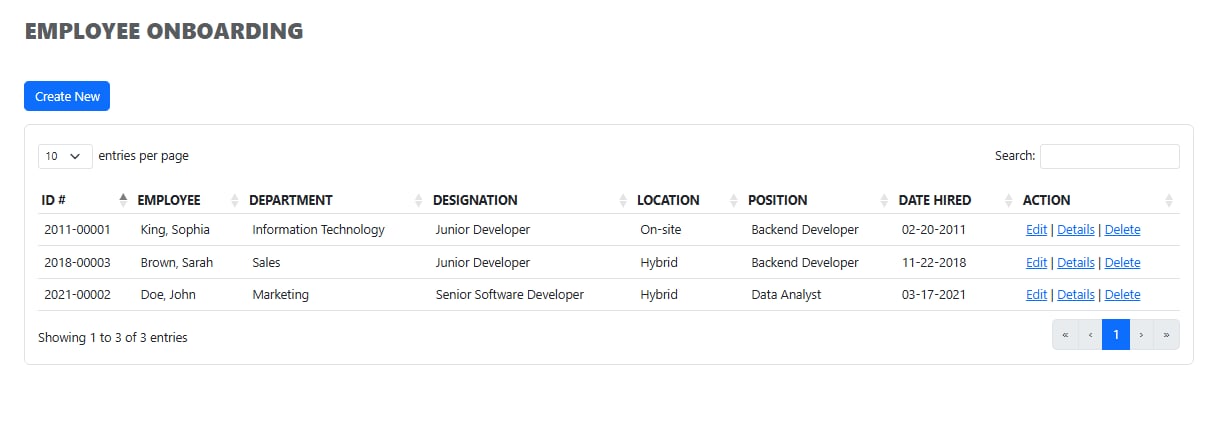 EMPLOYEE ONBOARDING
Create New
10 entries per page Search:
ID # EMPLOYEE DEPARTMENT DESIGNATION LOCATION POSITION DATE HIRED ACTION
2011-00001 King, Sophia Information Technology Junior Developer On-site Backend Developer 02-20-2011 Edit | Details | Delete
2018-00003 Brown, Sarah Sales Junior Developer Hybrid Backend Developer 11-22-2018 Edit | Details | Delete
2021-00002 Doe, John Marketing Senior Software Developer Hybrid Data Analyst 03-17-2021 Edit | Details | Delete
Showing 1 to 3 of 3 entries « ‹ 1 › »